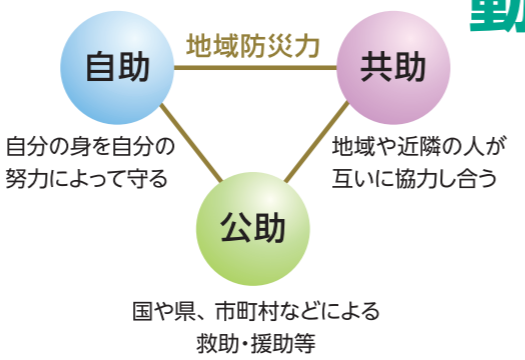 動
地域防災力
自助
共助
自分の身を自分の
努力によって守る
地域や近隣の人が
互いに協力し合う
公助
国や県、市町村などによる
救助・援助等